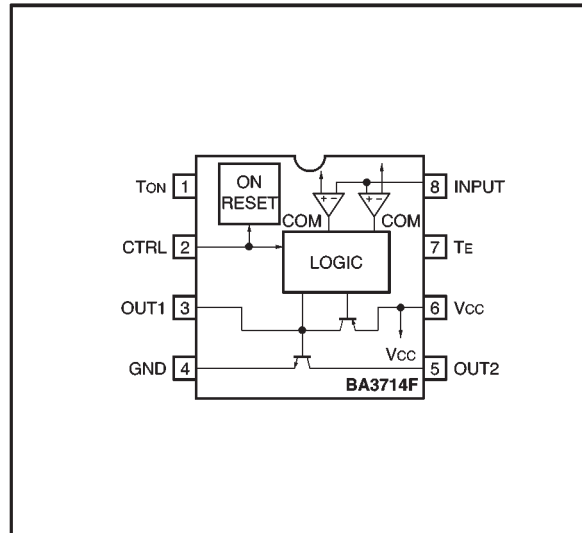 TON 1
ON
RESET
8 INPUT
+ − + −
COM COM
CTRL 2
LOGIC
7 TE
OUT1 3
6 VCC
VCC
GND 4
5 OUT2
BA3714F